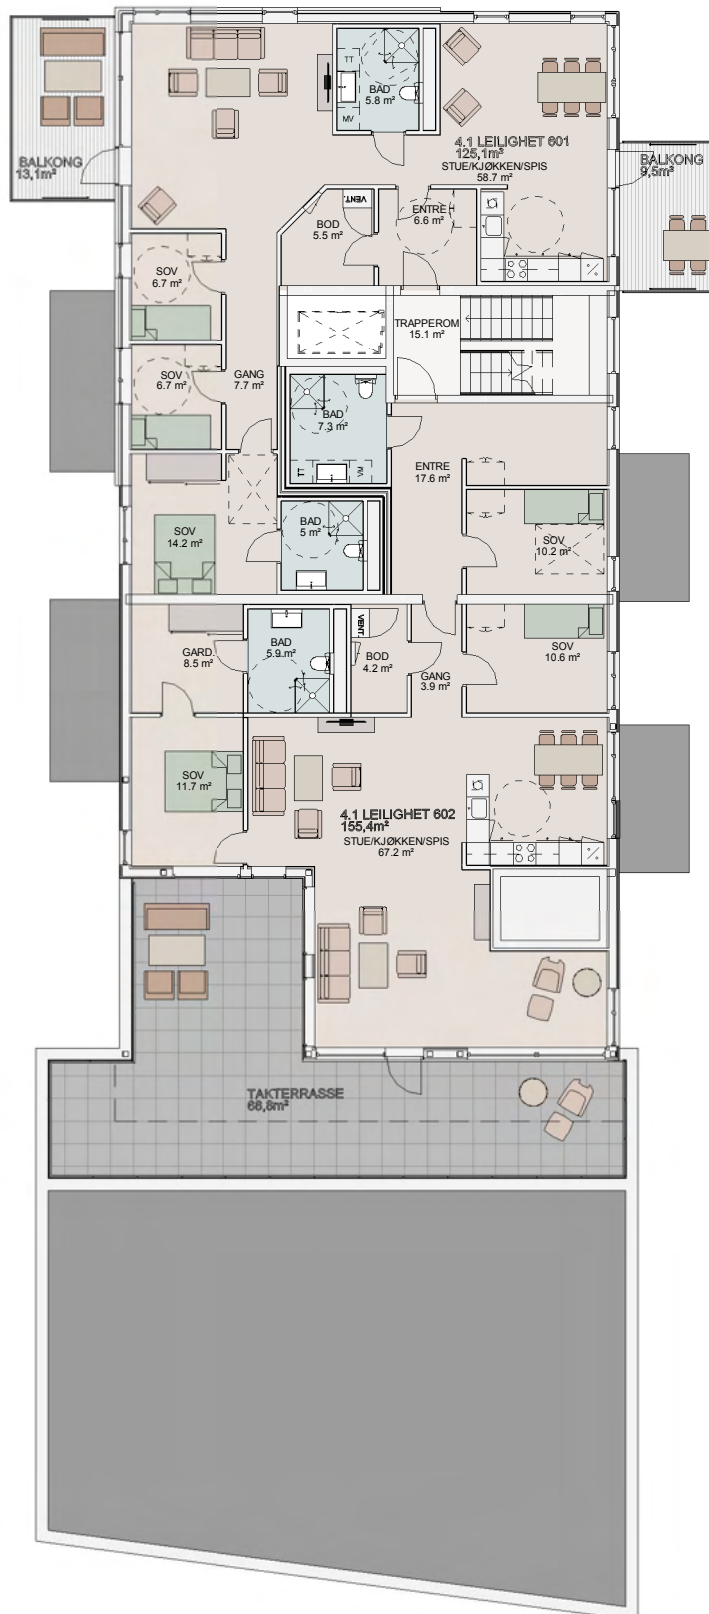 TT
BAD
5.8 m²
MV
4.1 LEILIGHET 601
125,1m²
STUE/KJØKKEN/SPIS
58.7 m²
BALKONG
13,1m²
BALKONG
9,5m²
VENT.
ENTRE
6.6 m²
BOD
5.5 m²
SOV
6.7 m²
TRAPPEROM
15.1 m²
SOV
6.7 m²
GANG
7.7 m²
BAD
7.3 m²
TT
VM
ENTRE
17.6 m²
SOV
14.2 m²
BAD
5 m²
SOV
10.2 m²
VENT.
GARD.
8.5 m²
BAD
5.9 m²
BOD
4.2 m²
GANG
3.9 m²
SOV
10.6 m²
SOV
11.7 m²
4.1 LEILIGHET 602
155,4m²
STUE/KJØKKEN/SPIS
67.2 m²
TAKTERRASSE
68,8m²